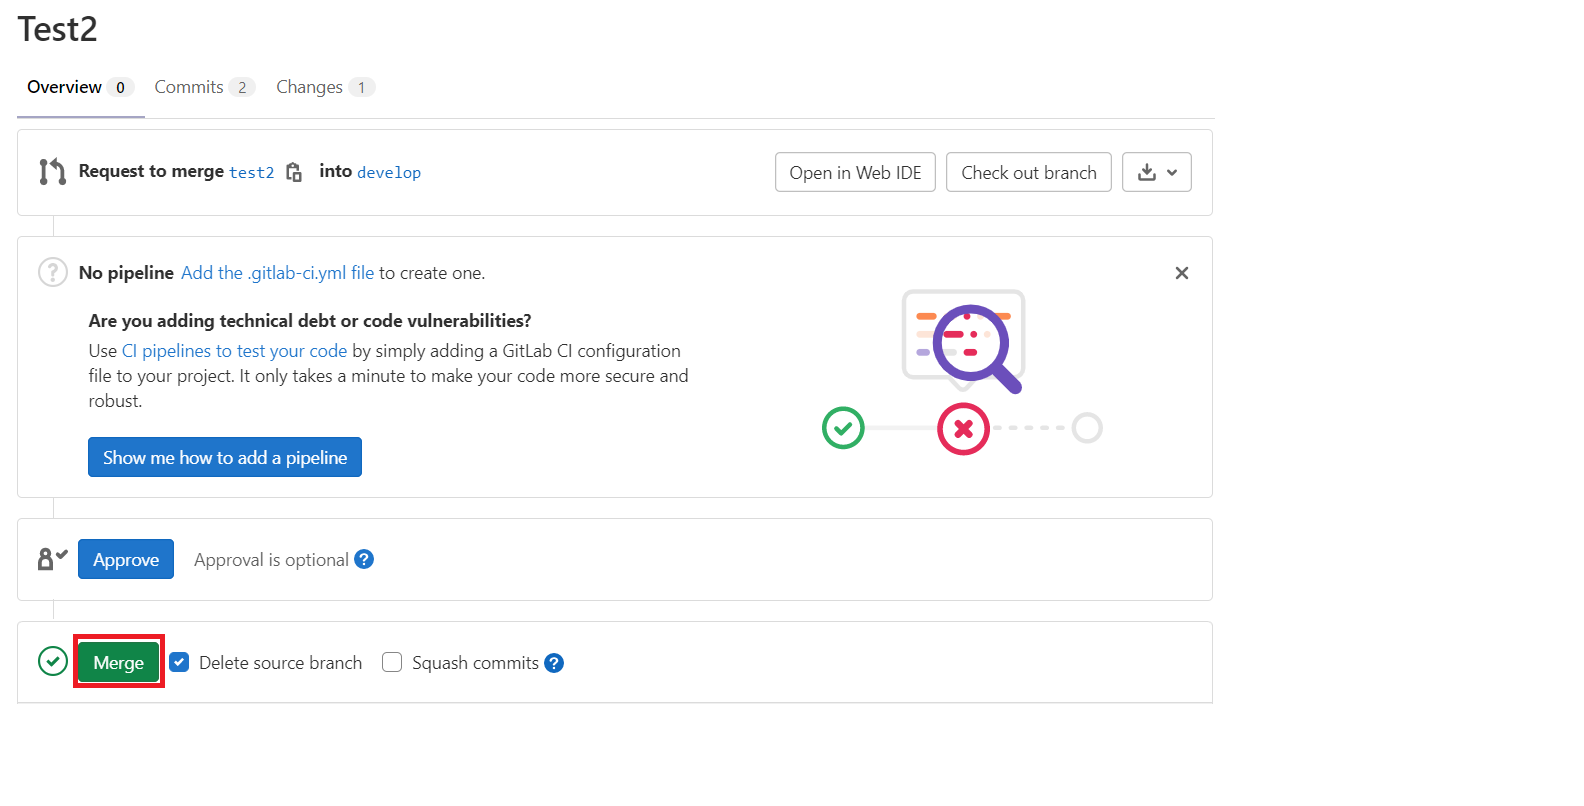 Test2
Overview 0 Commits 2 Changes 1
Request to merge test2 into develop Open in Web IDE Check out branch
No pipeline Add the .gitlab-ci.yml file to create one.
Are you adding technical debt or code vulnerabilities?
Use CI pipelines to test your code by simply adding a GitLab CI configuration
file to your project. It only takes a minute to make your code more secure and
robust.
Show me how to add a pipeline
Approve Approval is optional ?
Merge Delete source branch Squash commits ?